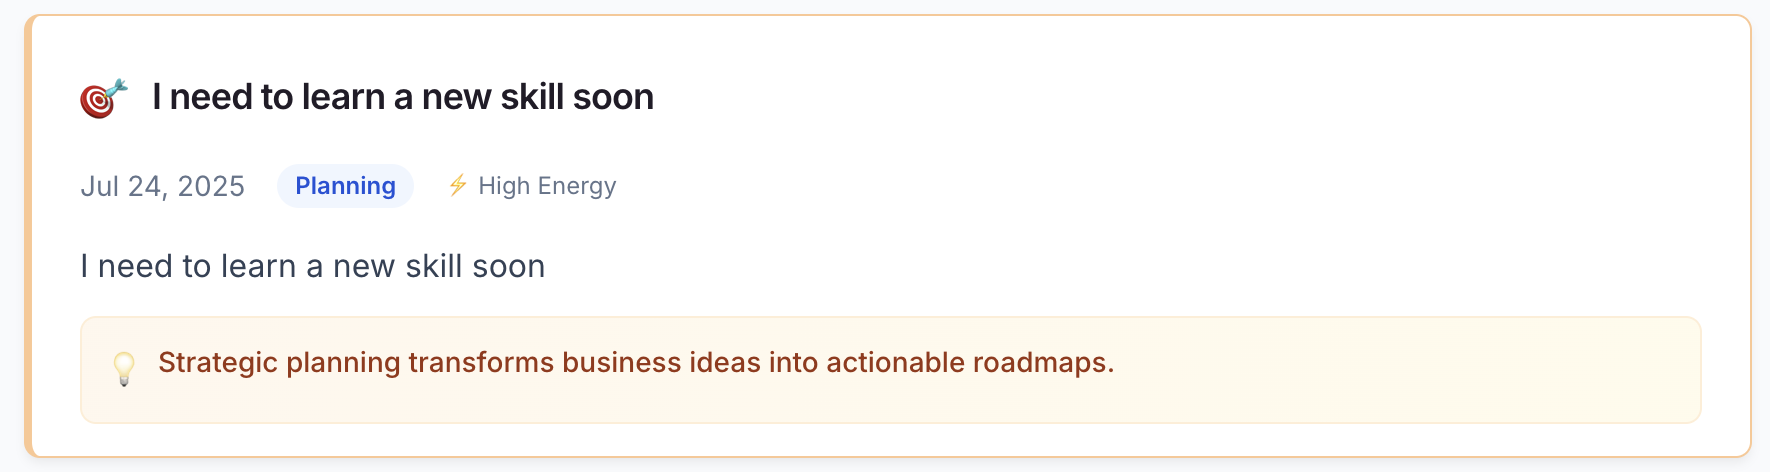 I need to learn a new skill soon
Jul 24, 2025 Planning High Energy
I need to learn a new skill soon
Strategic planning transforms business ideas into actionable roadmaps.